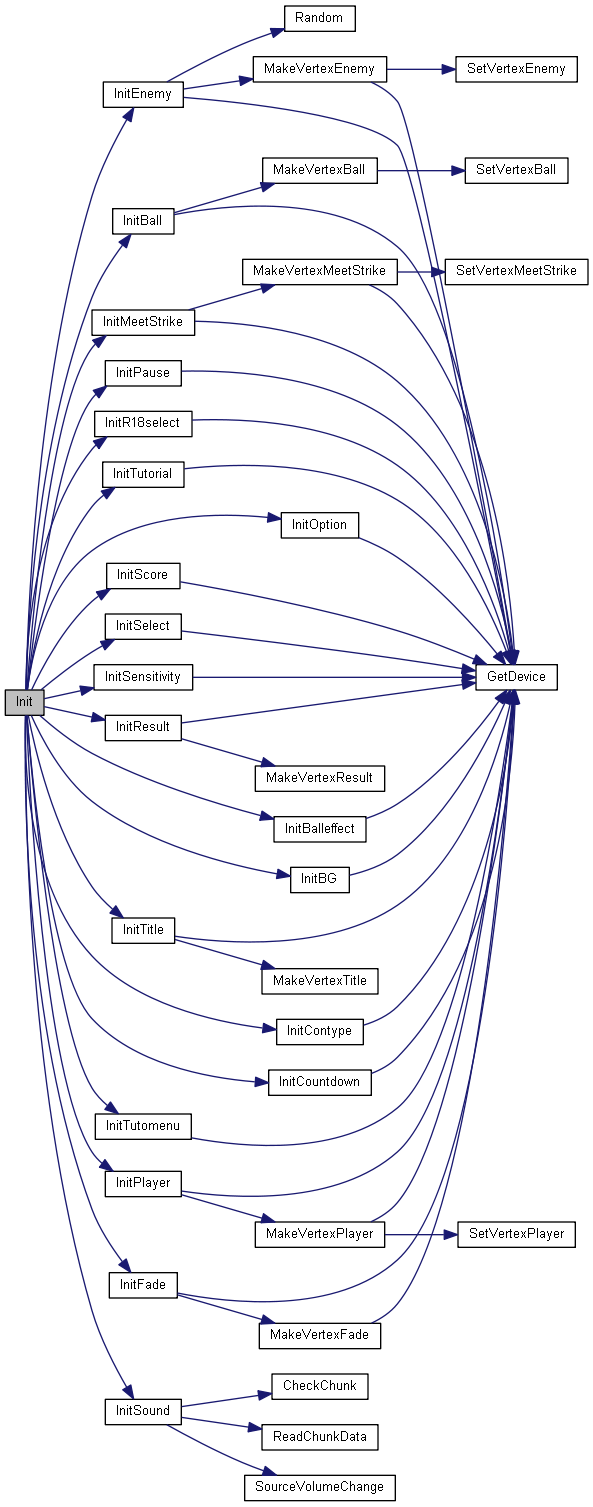 Random
MakeVertexEnemy
SetVertexEnemy
InitEnemy
MakeVertexBall
SetVertexBall
InitBall
MakeVertexMeetStrike
SetVertexMeetStrike
InitMeetStrike
InitPause
InitR18select
InitTutorial
InitOption
InitScore
InitSelect
InitSensitivity
GetDevice
Init
InitResult
MakeVertexResult
InitBalleffect
InitBG
InitTitle
MakeVertexTitle
InitContype
InitCountdown
InitTutomenu
InitPlayer
MakeVertexPlayer
SetVertexPlayer
InitFade
MakeVertexFade
CheckChunk
InitSound
ReadChunkData
SourceVolumeChange